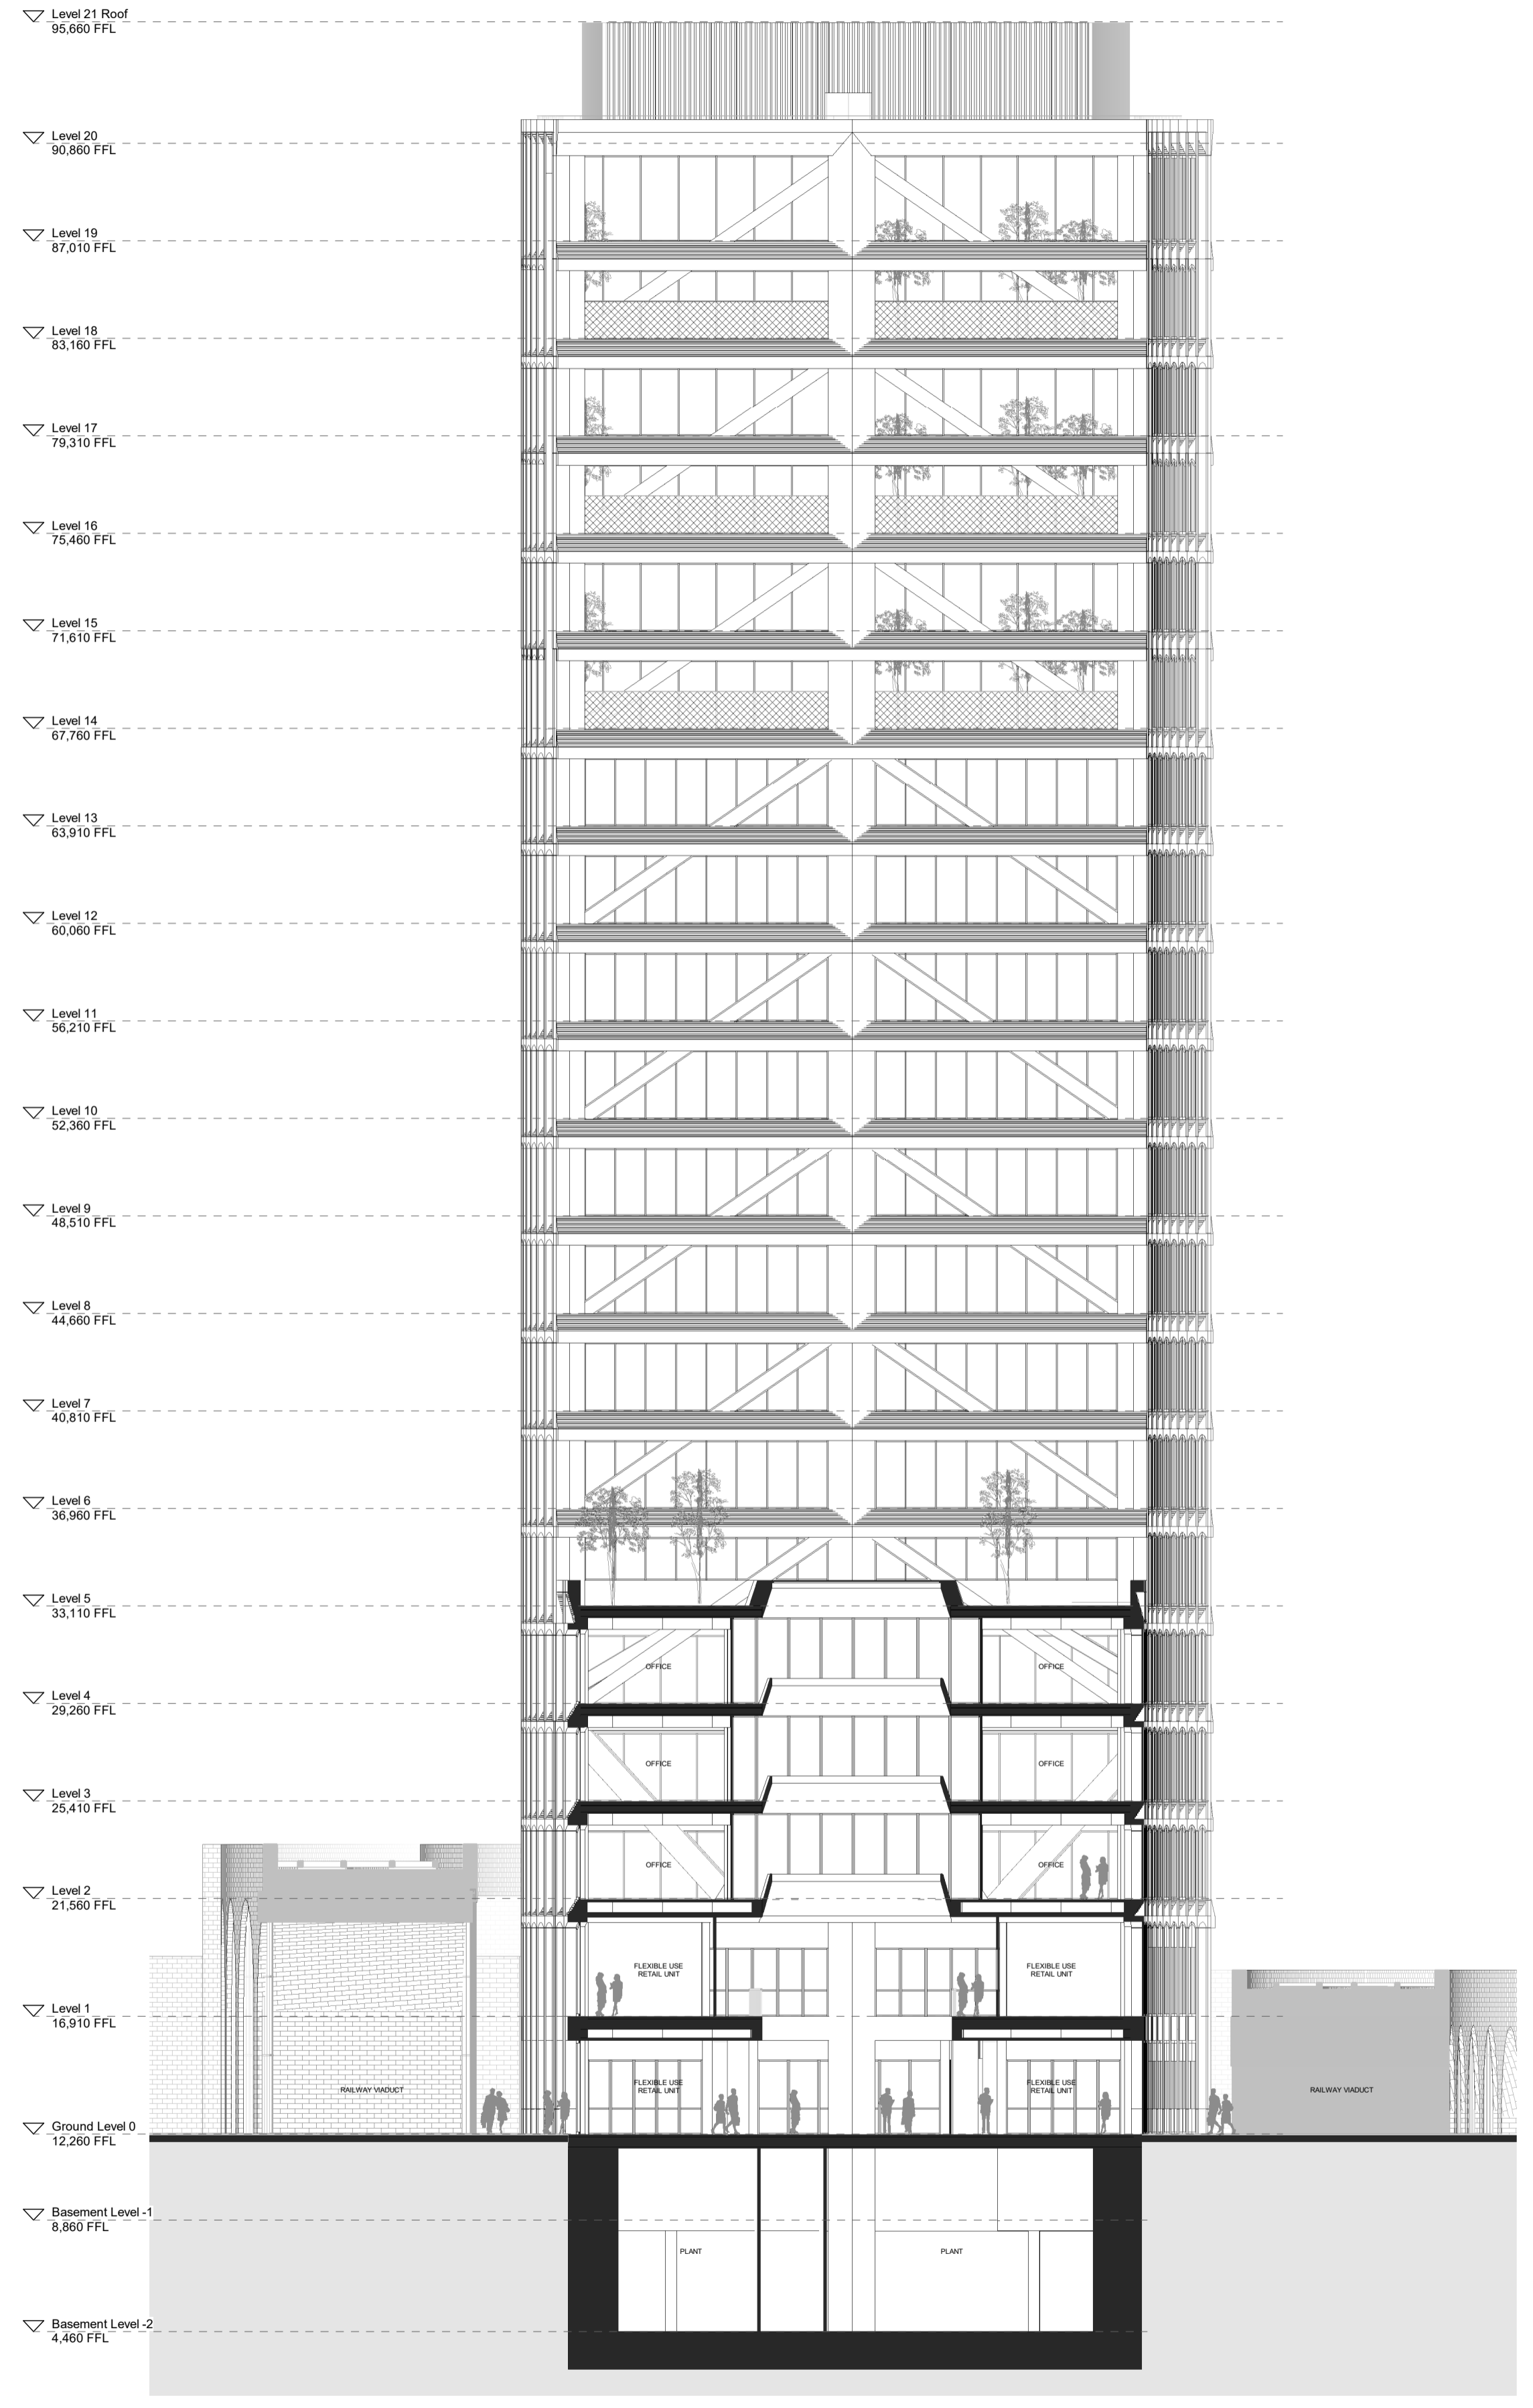 Level 21 Roof
95,660 FFL
Level 20
90,860 FFL
Level 19
87,010 FFL
Level 18
83,160 FFL
Level 17
79,310 FFL
Level 16
75,460 FFL
Level 15
71,610 FFL
Level 14
67,760 FFL
Level 13
63,910 FFL
Level 12
60,060 FFL
Level 11
56,210 FFL
Level 10
52,360 FFL
Level 9
48,510 FFL
Level 8
44,660 FFL
Level 7
40,810 FFL
Level 6
36,960 FFL
Level 5
33,110 FFL
OFFICE
OFFICE
Level 4
29,260 FFL
OFFICE
OFFICE
Level 3
25,410 FFL
OFFICE
OFFICE
Level 2
21,560 FFL
FLEXIBLE USE
RETAIL UNIT
FLEXIBLE USE
RETAIL UNIT
Level 1
16,910 FFL
RAILWAY VIADUCT
FLEXIBLE USE
RETAIL UNIT
FLEXIBLE USE
RETAIL UNIT
RAILWAY VIADUCT
Ground Level 0
12,260 FFL
Basement Level -1
8,860 FFL
PLANT
PLANT
Basement Level -2
4,460 FFL